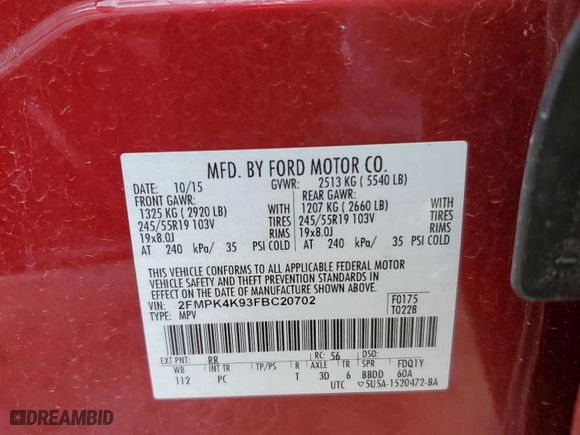 MFD. BY FORD MOTOR CO.
DATE: 10/15 GVWR: 2513 KG ( 5540 LB)
FRONT GAWR: REAR GAWR:
1325 KG ( 2920 LB) WITH 1207 KG ( 2660 LB) WITH
245/55R19 103V TIRES 245/55R19 103V TIRES
19x8.0J RIMS 19x8.0J RIMS
AT 240 kPa/ 35 PSI COLD AT 240 kPa/ 35 PSI COLD
THIS VEHICLE CONFORMS TO ALL APPLICABLE FEDERAL MOTOR
VEHICLE SAFETY AND THEFT PREVENTION STANDARDS IN
EFFECT ON THE DATE OF MANUFACTURE SHOWN ABOVE.
VIN: 2FMPK4K93FBC20702 F0175
TYPE: MPV T0228
EXT PNT: RR RC: 56 DSO:
WB INT TR TP/PS R AXLE TR SPR FDQ1Y
112 PC T 3D 6 BBDD 60A
UTC 5U5A-1520472-BA
DREAMBID